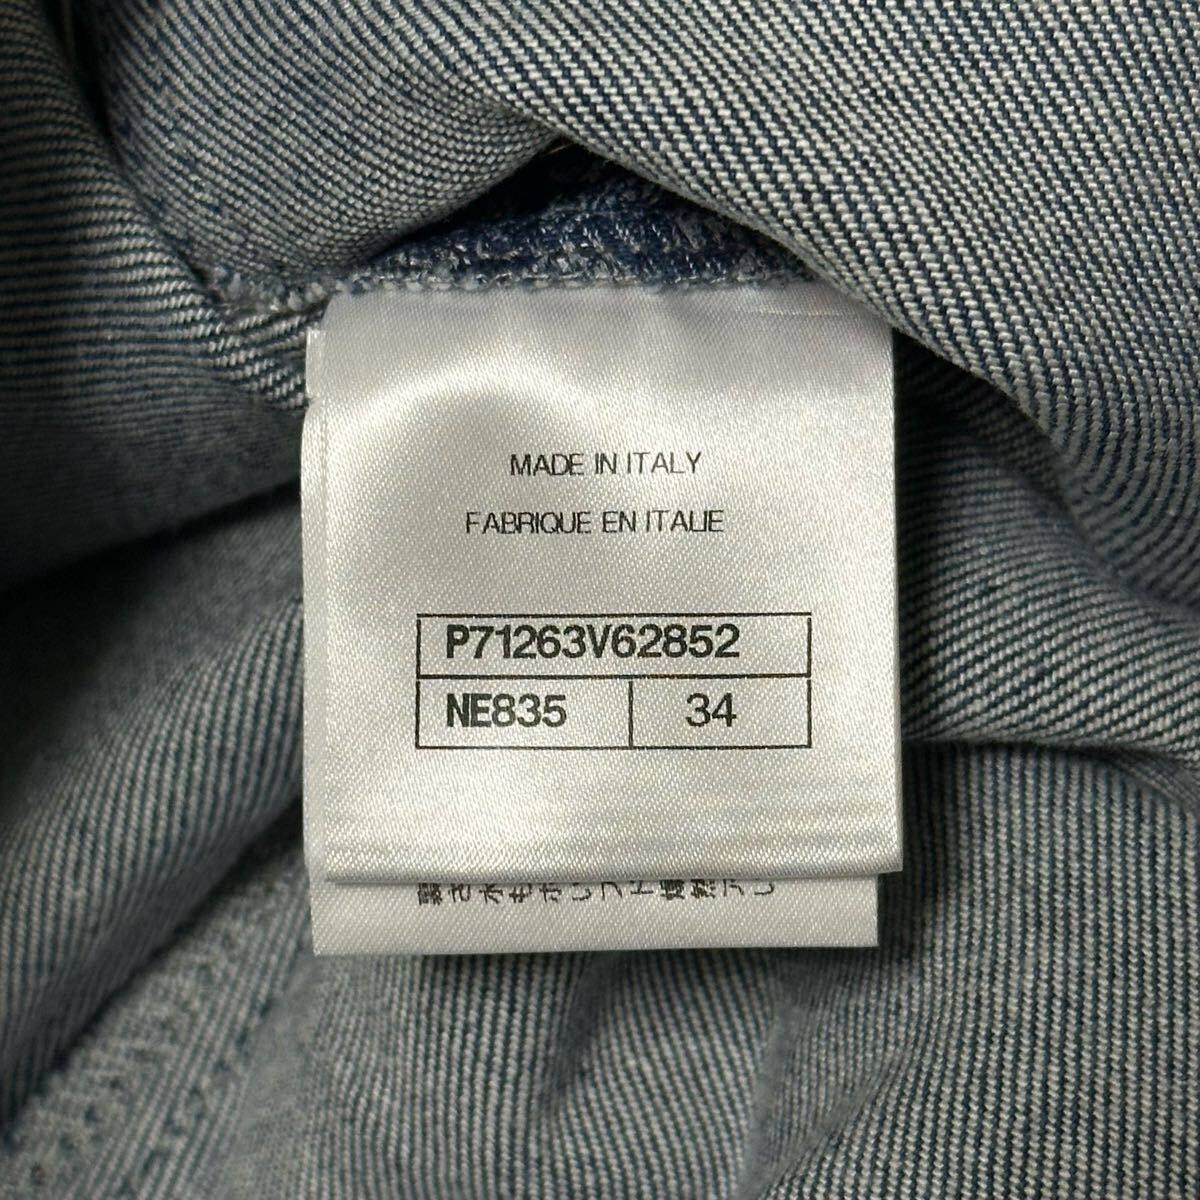 MADE IN ITALY
FABRIQUE EN ITALIE
P71263V62852
NE835 34